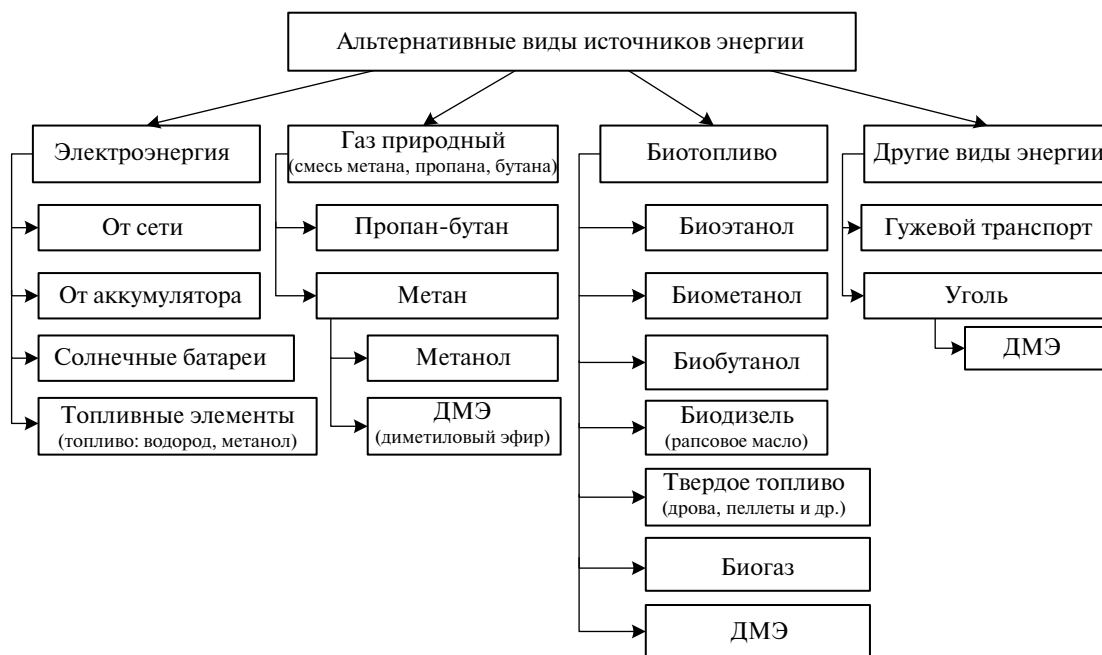 Альтернативные виды источников энергии
Электроэнергия
От сети
От аккумулятора
Солнечные батареи
Топливные элементы
(топливо: водород, метанол)
Газ природный
(смесь метана, пропана, бутана)
Пропан-бутан
Метан
Метанол
ДМЭ
(диметиловый эфир)
Биотопливо
Биоэтанол
Биометанол
Биобутанол
Биодизель
(рапсовое масло)
Твердое топливо
(дрова, пеллеты и др.)
Биогаз
ДМЭ
Другие виды энергии
Гужевой транспорт
Уголь
ДМЭ